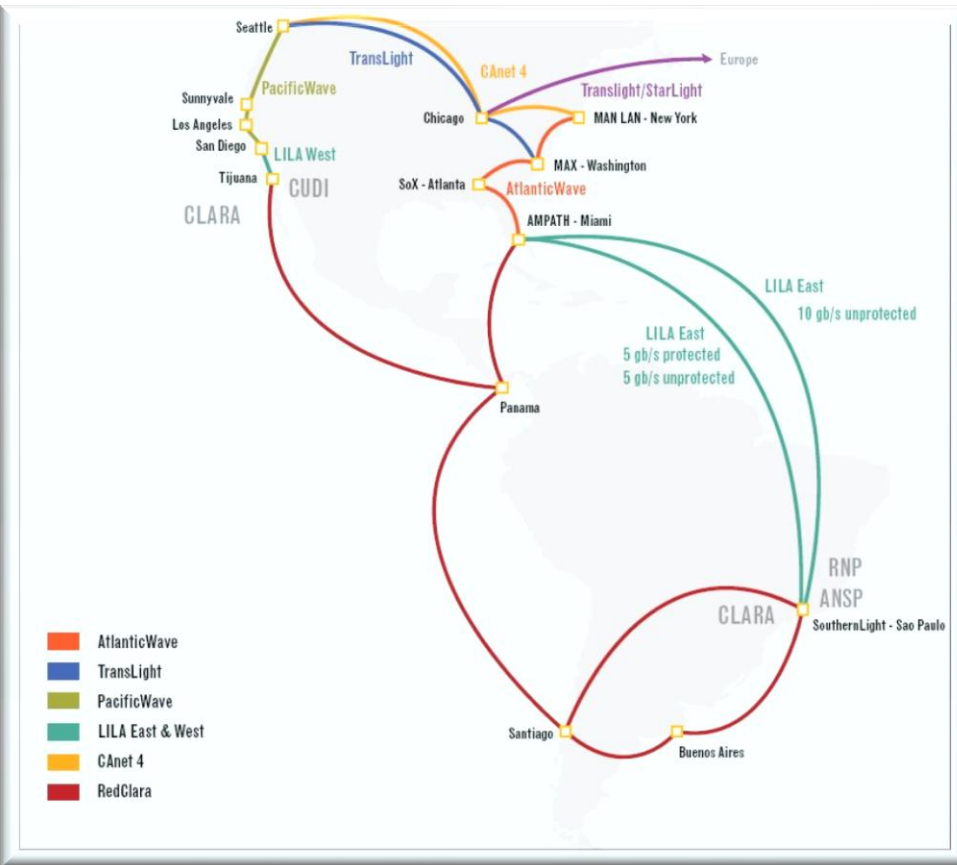 Seattle
TransLight
CAnet 4
Europe
PacificWave
Translight/StarLight
Sunnyvale
Los Angeles
Chicago
MAN LAN - New York
San Diego
LILA West
MAX - Washington
Tijuana
CUDI
SoX - Atlanta
AtlanticWave
CLARA
AMPATH - Miami
LILA East
10 gb/s unprotected
LILA East
5 gb/s protected
5 gb/s unprotected
Panama
RNP
ANSP
CLARA
SouthernLight - Sao Paulo
Santiago
Buenos Aires
AtlanticWave
TransLight
PacificWave
LILA East & West
CAnet 4
RedClara